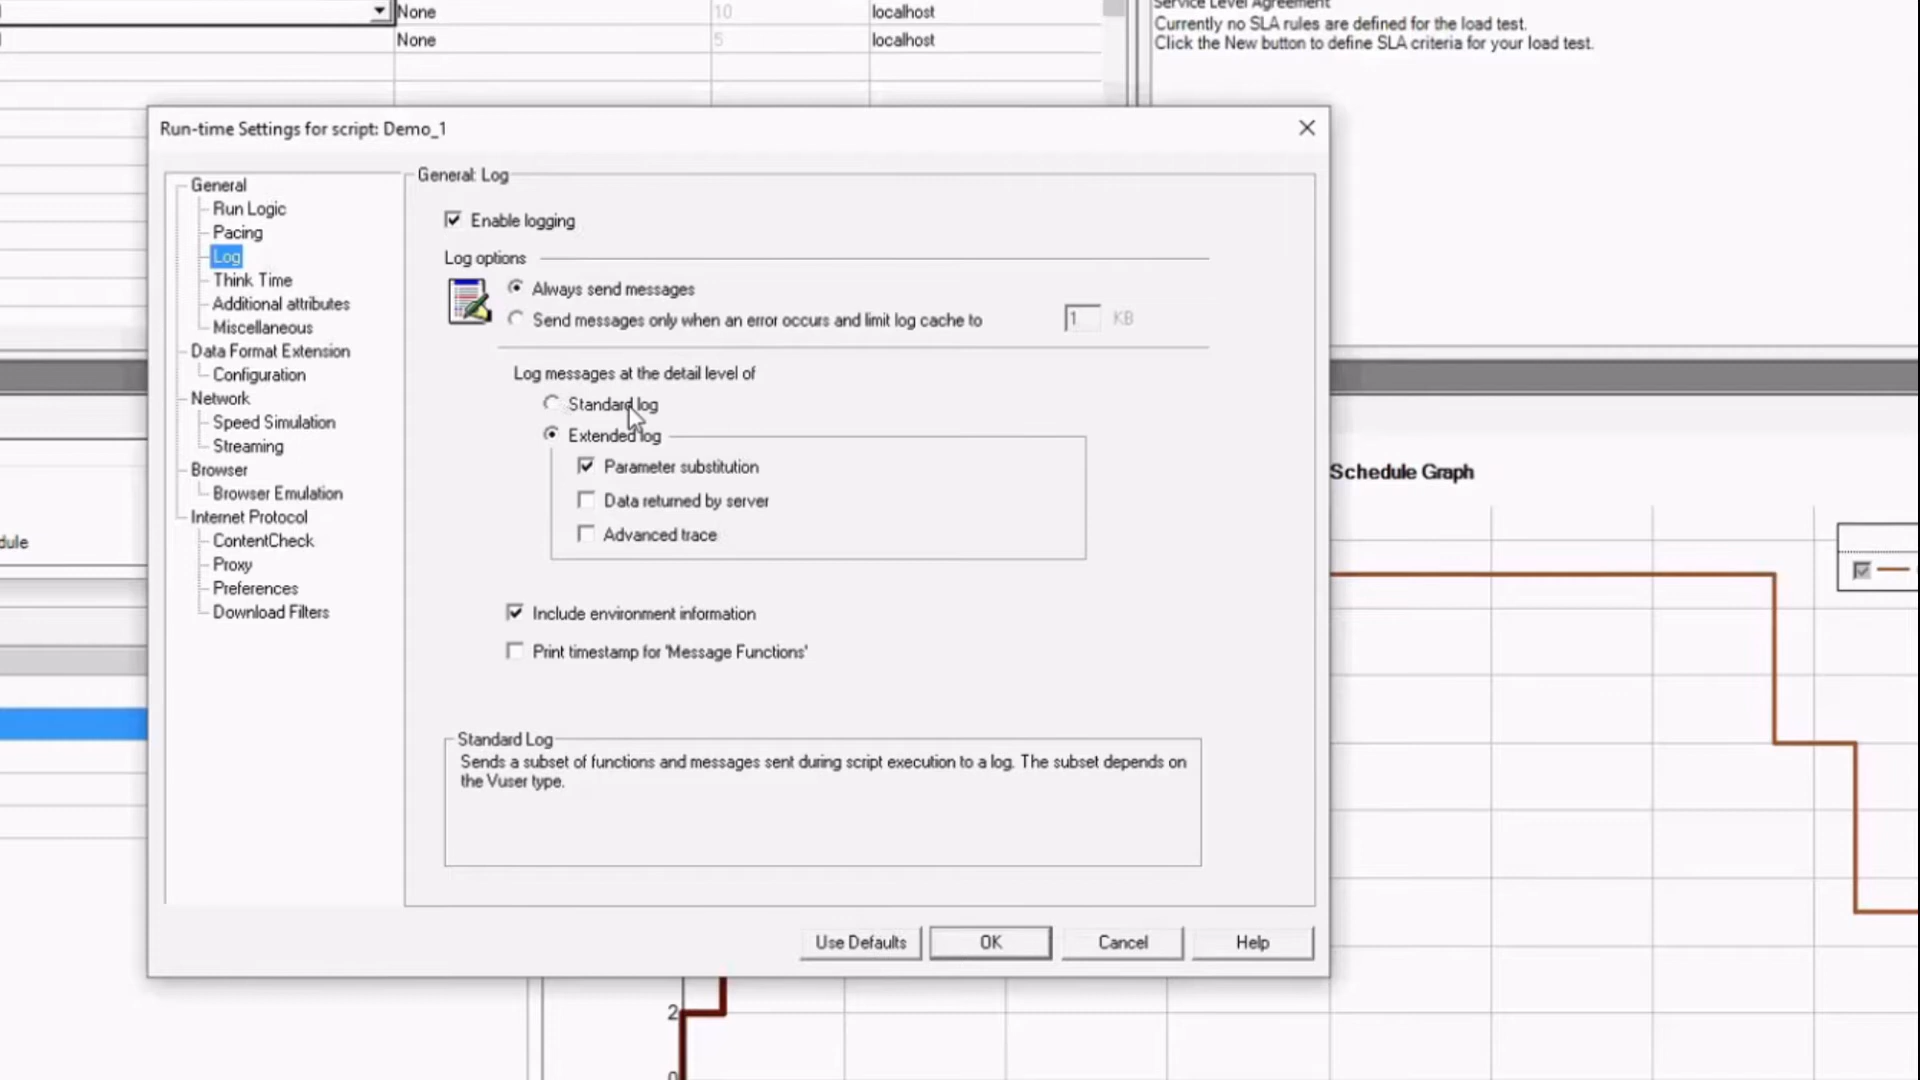 None
10
localhost
None
5
localhost
Service Level Agreement
Currently no SLA rules are defined for the load test.
Click the New button to define SLA criteria for your load test.
Run-time Settings for script: Demo_1
General
Run Logic
Pacing
Log
Think Time
Additional attributes
Miscellaneous
Data Format Extension
Configuration
Network
Speed Simulation
Streaming
Browser
Browser Emulation
Internet Protocol
ContentCheck
Proxy
Preferences
Download Filters
General: Log
Enable logging
Log options
Always send messages
Send messages only when an error occurs and limit log cache to
1
KB
Log messages at the detail level of
Standard log
Extended log
Parameter substitution
Data returned by server
Advanced trace
Include environment information
Print timestamp for 'Message Functions'
Standard Log
Sends a subset of functions and messages sent during script execution to a log. The subset depends on
the Vuser type.
Use Defaults
OK
Cancel
Help
dule
Schedule Graph
2
0